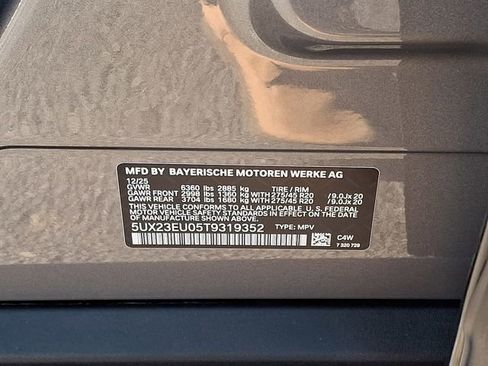 MFD BY BAYERISCHE MOTOREN WERKE AG
12/25
GVWR 6360 lbs 2885 kg TIRE / RIM
GAWR FRONT 2998 lbs 1360 kg WITH 275/45 R20 /9.0Jx 20
GAWR REAR 3704 lbs 1680 kg WITH 275/45 R20 /9.0Jx 20
THIS VEHICLE CONFORMS TO ALL APPLICABLE FEDERAL MOTOR
VEHICLE SAFETY STANDARDS IN EFFECT ON THE DATE OF MANUFACTURE
SHOWN ABOVE.
5UX23EU05T9319352 TYPE: MPV
C4W
7 320 729